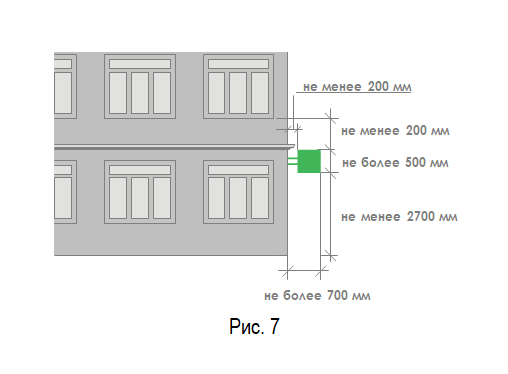 не менее 200 мм
не менее 200 мм
не более 500 мм
не менее 2700 мм
не более 700 мм
Рис. 7